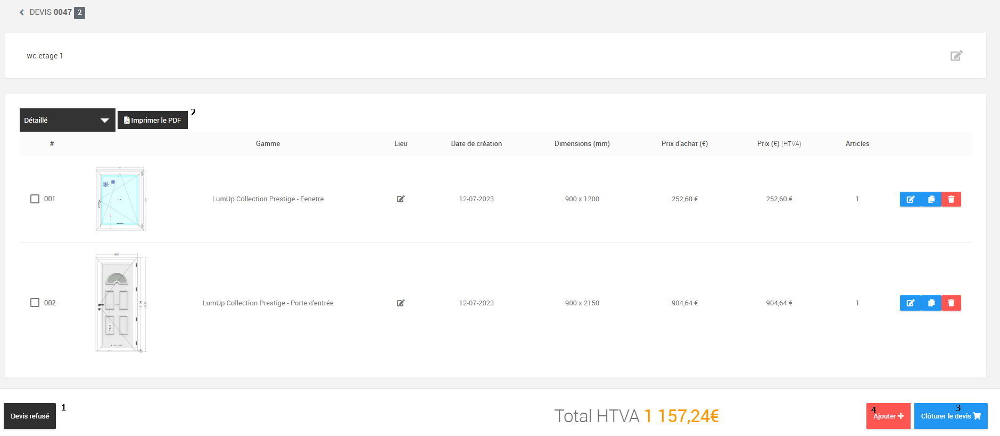 DEVIS 0047 2
wc etage 1
Détaillé
Imprimer le PDF
2
# Gamme Lieu Date de création Dimensions (mm) Prix d'achat (€) Prix (€) (HTVA) Articles
001 LumUp Collection Prestige - Fenetre 12-07-2023 900 x 1200 252,60 € 252,60 € 1
960
002 LumUp Collection Prestige - Porte d'entrée 12-07-2023 900 x 2150 904,64 € 904,64 € 1
2150
1070
Devis refusé
1
Total HTVA 1 157,24€
4
Ajouter
3
Clôturer le devis